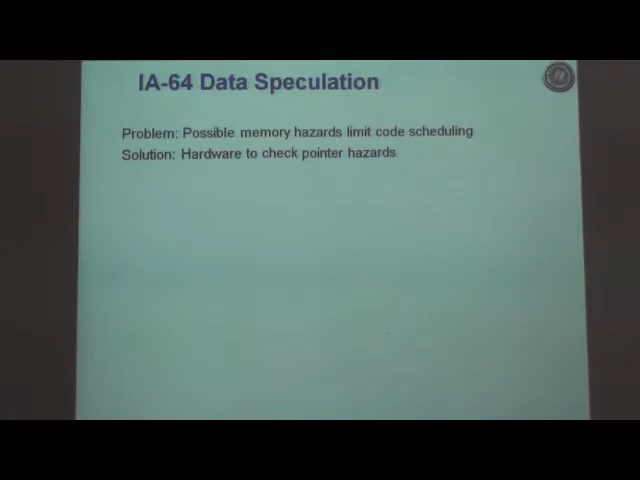 IA-64 Data Speculation
Problem: Possible memory hazards limit code scheduling
Solution: Hardware to check pointer hazards